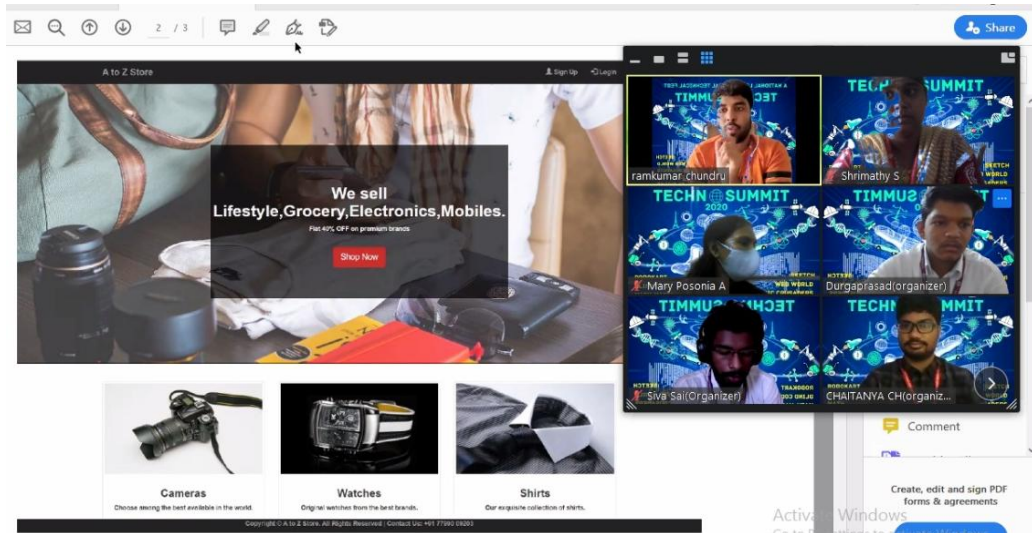 2 / 3
Share
A to Z Store
Sign Up
Login
We sell
Lifestyle,Grocery,Electronics,Mobiles.
Flat 40% OFF on premium brands
Shop Now
Cameras
Choose among the best available in the world.
Watches
Original watches from the best brands.
Shirts
Our exquisite collection of shirts.
Copyright © A to Z Store. All Rights Reserved | Contact Us: +91
ramkumar chundru
TECH SUMMIT
Shrimathy S
TECHN SUMMIT
2020
Mary Posonia A
Durgaprasad(organizer)
Siva Sai(Organizer)
CHAITANYA CH(organiz...
Comment
Create, edit and sign PDF
forms & agreements
Activate Windows